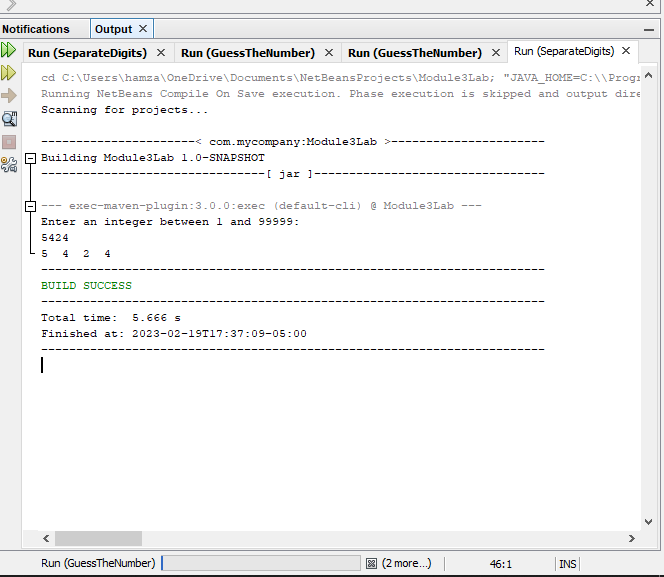 Notifications Output
Run (SeparateDigits) Run (GuessTheNumber) Run (GuessTheNumber) Run (SeparateDigits)
cd C:\Users\hamza\OneDrive\Documents\NetBeansProjects\Module3Lab; "JAVA_HOME=C:\\Progr
Running NetBeans Compile On Save execution. Phase execution is skipped and output dire
Scanning for projects...
----------------------< com.mycompany:Module3Lab >----------------------
Building Module3Lab 1.0-SNAPSHOT
--------------------------------[ jar ]---------------------------------
--- exec-maven-plugin:3.0.0:exec (default-cli) @ Module3Lab ---
Enter an integer between 1 and 99999:
5424
5  4  2  4
------------------------------------------------------------------------
BUILD SUCCESS
------------------------------------------------------------------------
Total time:  5.666 s
Finished at: 2023-02-19T17:37:09-05:00
------------------------------------------------------------------------
Run (GuessTheNumber) (2 more...) 46:1 INS